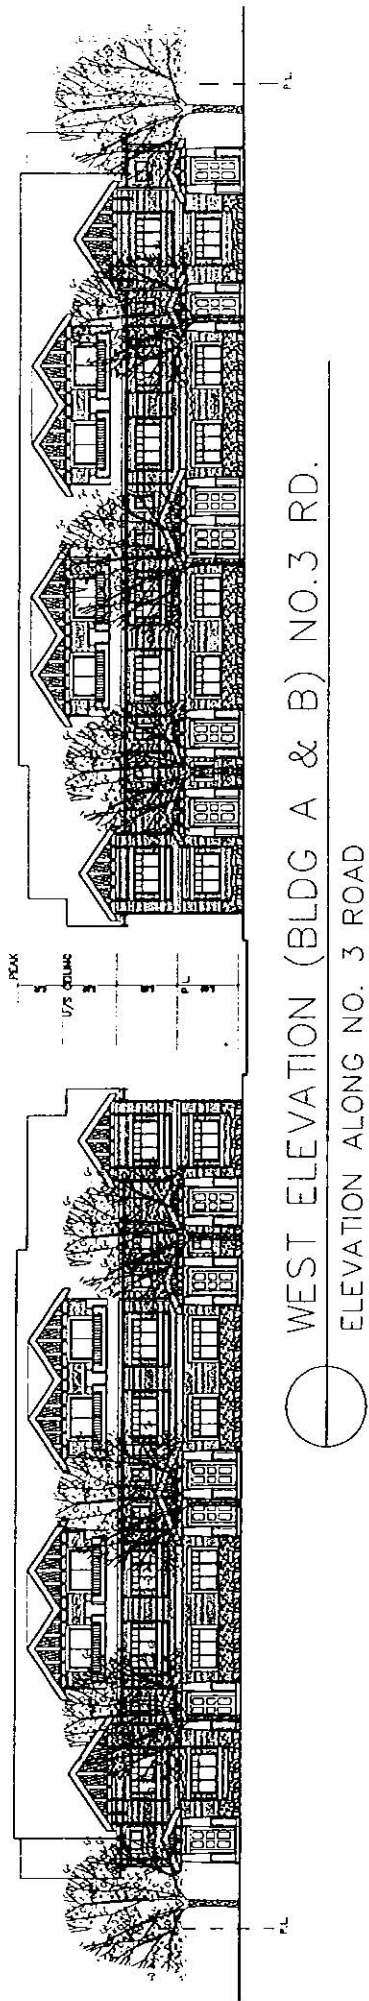 PEAK
U/S CEILING
P.L.
P.L.
P.L.
WEST ELEVATION (BLDG A & B) NO.3 RD.
ELEVATION ALONG NO. 3 ROAD